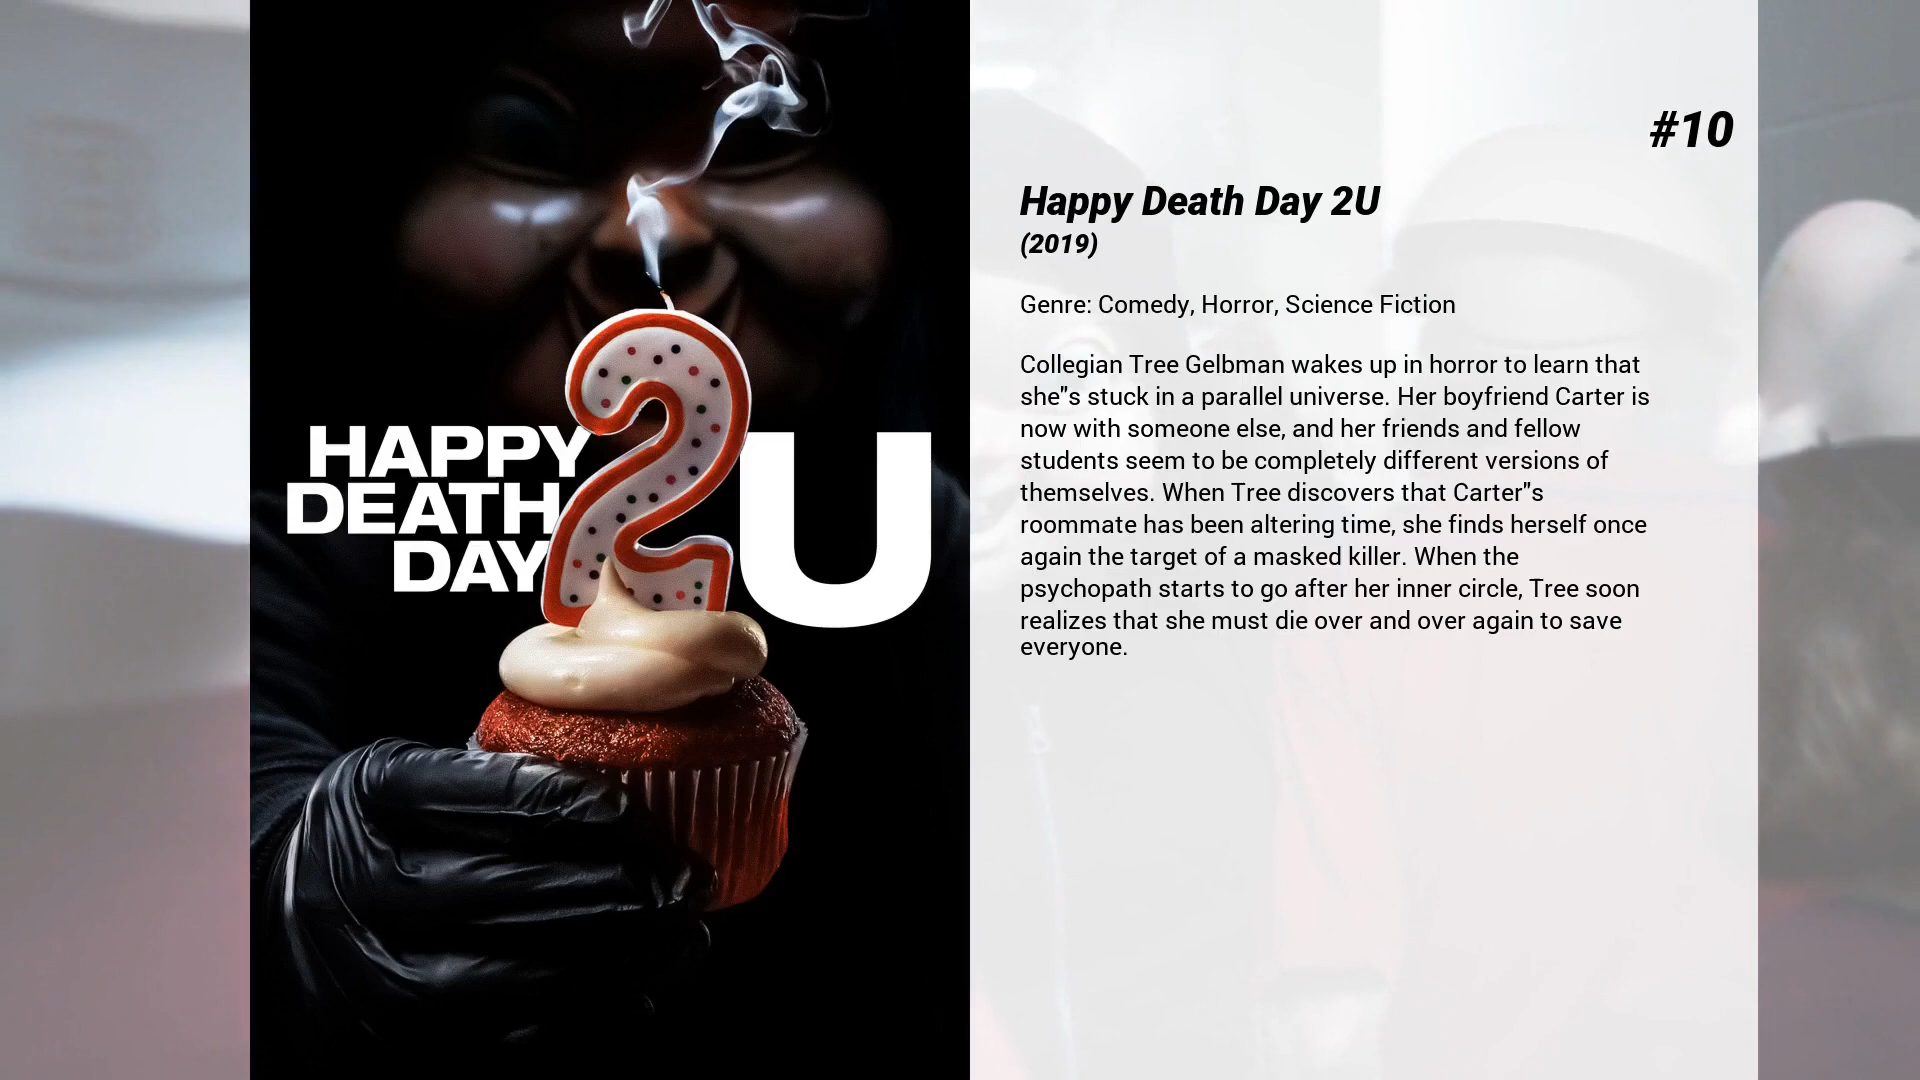 HAPPY
DEATH
DAY
2U
#10
Happy Death Day 2U
(2019)
Genre: Comedy, Horror, Science Fiction
Collegian Tree Gelbman wakes up in horror to learn that
she"s stuck in a parallel universe. Her boyfriend Carter is
now with someone else, and her friends and fellow
students seem to be completely different versions of
themselves. When Tree discovers that Carter"s
roommate has been altering time, she finds herself once
again the target of a masked killer. When the
psychopath starts to go after her inner circle, Tree soon
realizes that she must die over and over again to save
everyone.